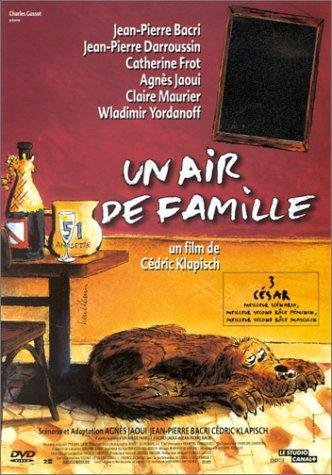 Charles Gassot
présente
Jean-Pierre Bacri
Jean-Pierre Darroussin
Catherine Frot
Agnès Jaoui
Claire Maurier
Wladimir Yordanoff
UN AIR
DE FAMILLE
51
ANISETTE
un film de
Cédric Klapisch
3
CÉSAR
MEILLEUR SCÉNARIO,
MEILLEUR SECOND RÔLE FÉMININ,
MEILLEUR SECOND RÔLE MASCULIN
Scénario et Adaptation AGNÈS JAOUI JEAN-PIERRE BACRI CÉDRIC KLAPISCH
DVD
VIDEO
LE STUDIO
CANAL+